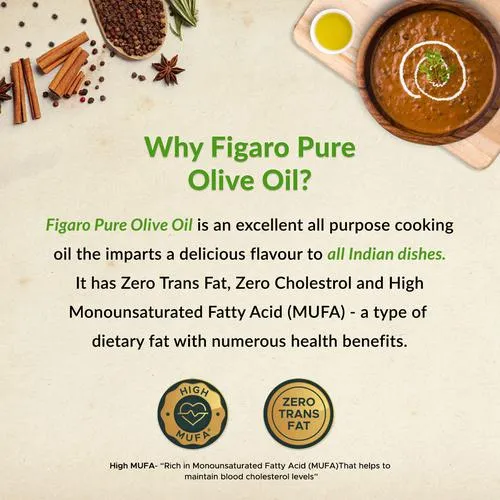 Why Figaro Pure
Olive Oil?
Figaro Pure Olive Oil is an excellent all purpose cooking
oil the imparts a delicious flavour to all Indian dishes.
It has Zero Trans Fat, Zero Cholestrol and High
Monounsaturated Fatty Acid (MUFA) - a type of
dietary fat with numerous health benefits.
HIGH
MUFA
ZERO
TRANS
FAT
High MUFA- “Rich in Monounsaturated Fatty Acid (MUFA)That helps to
maintain blood cholesterol levels”